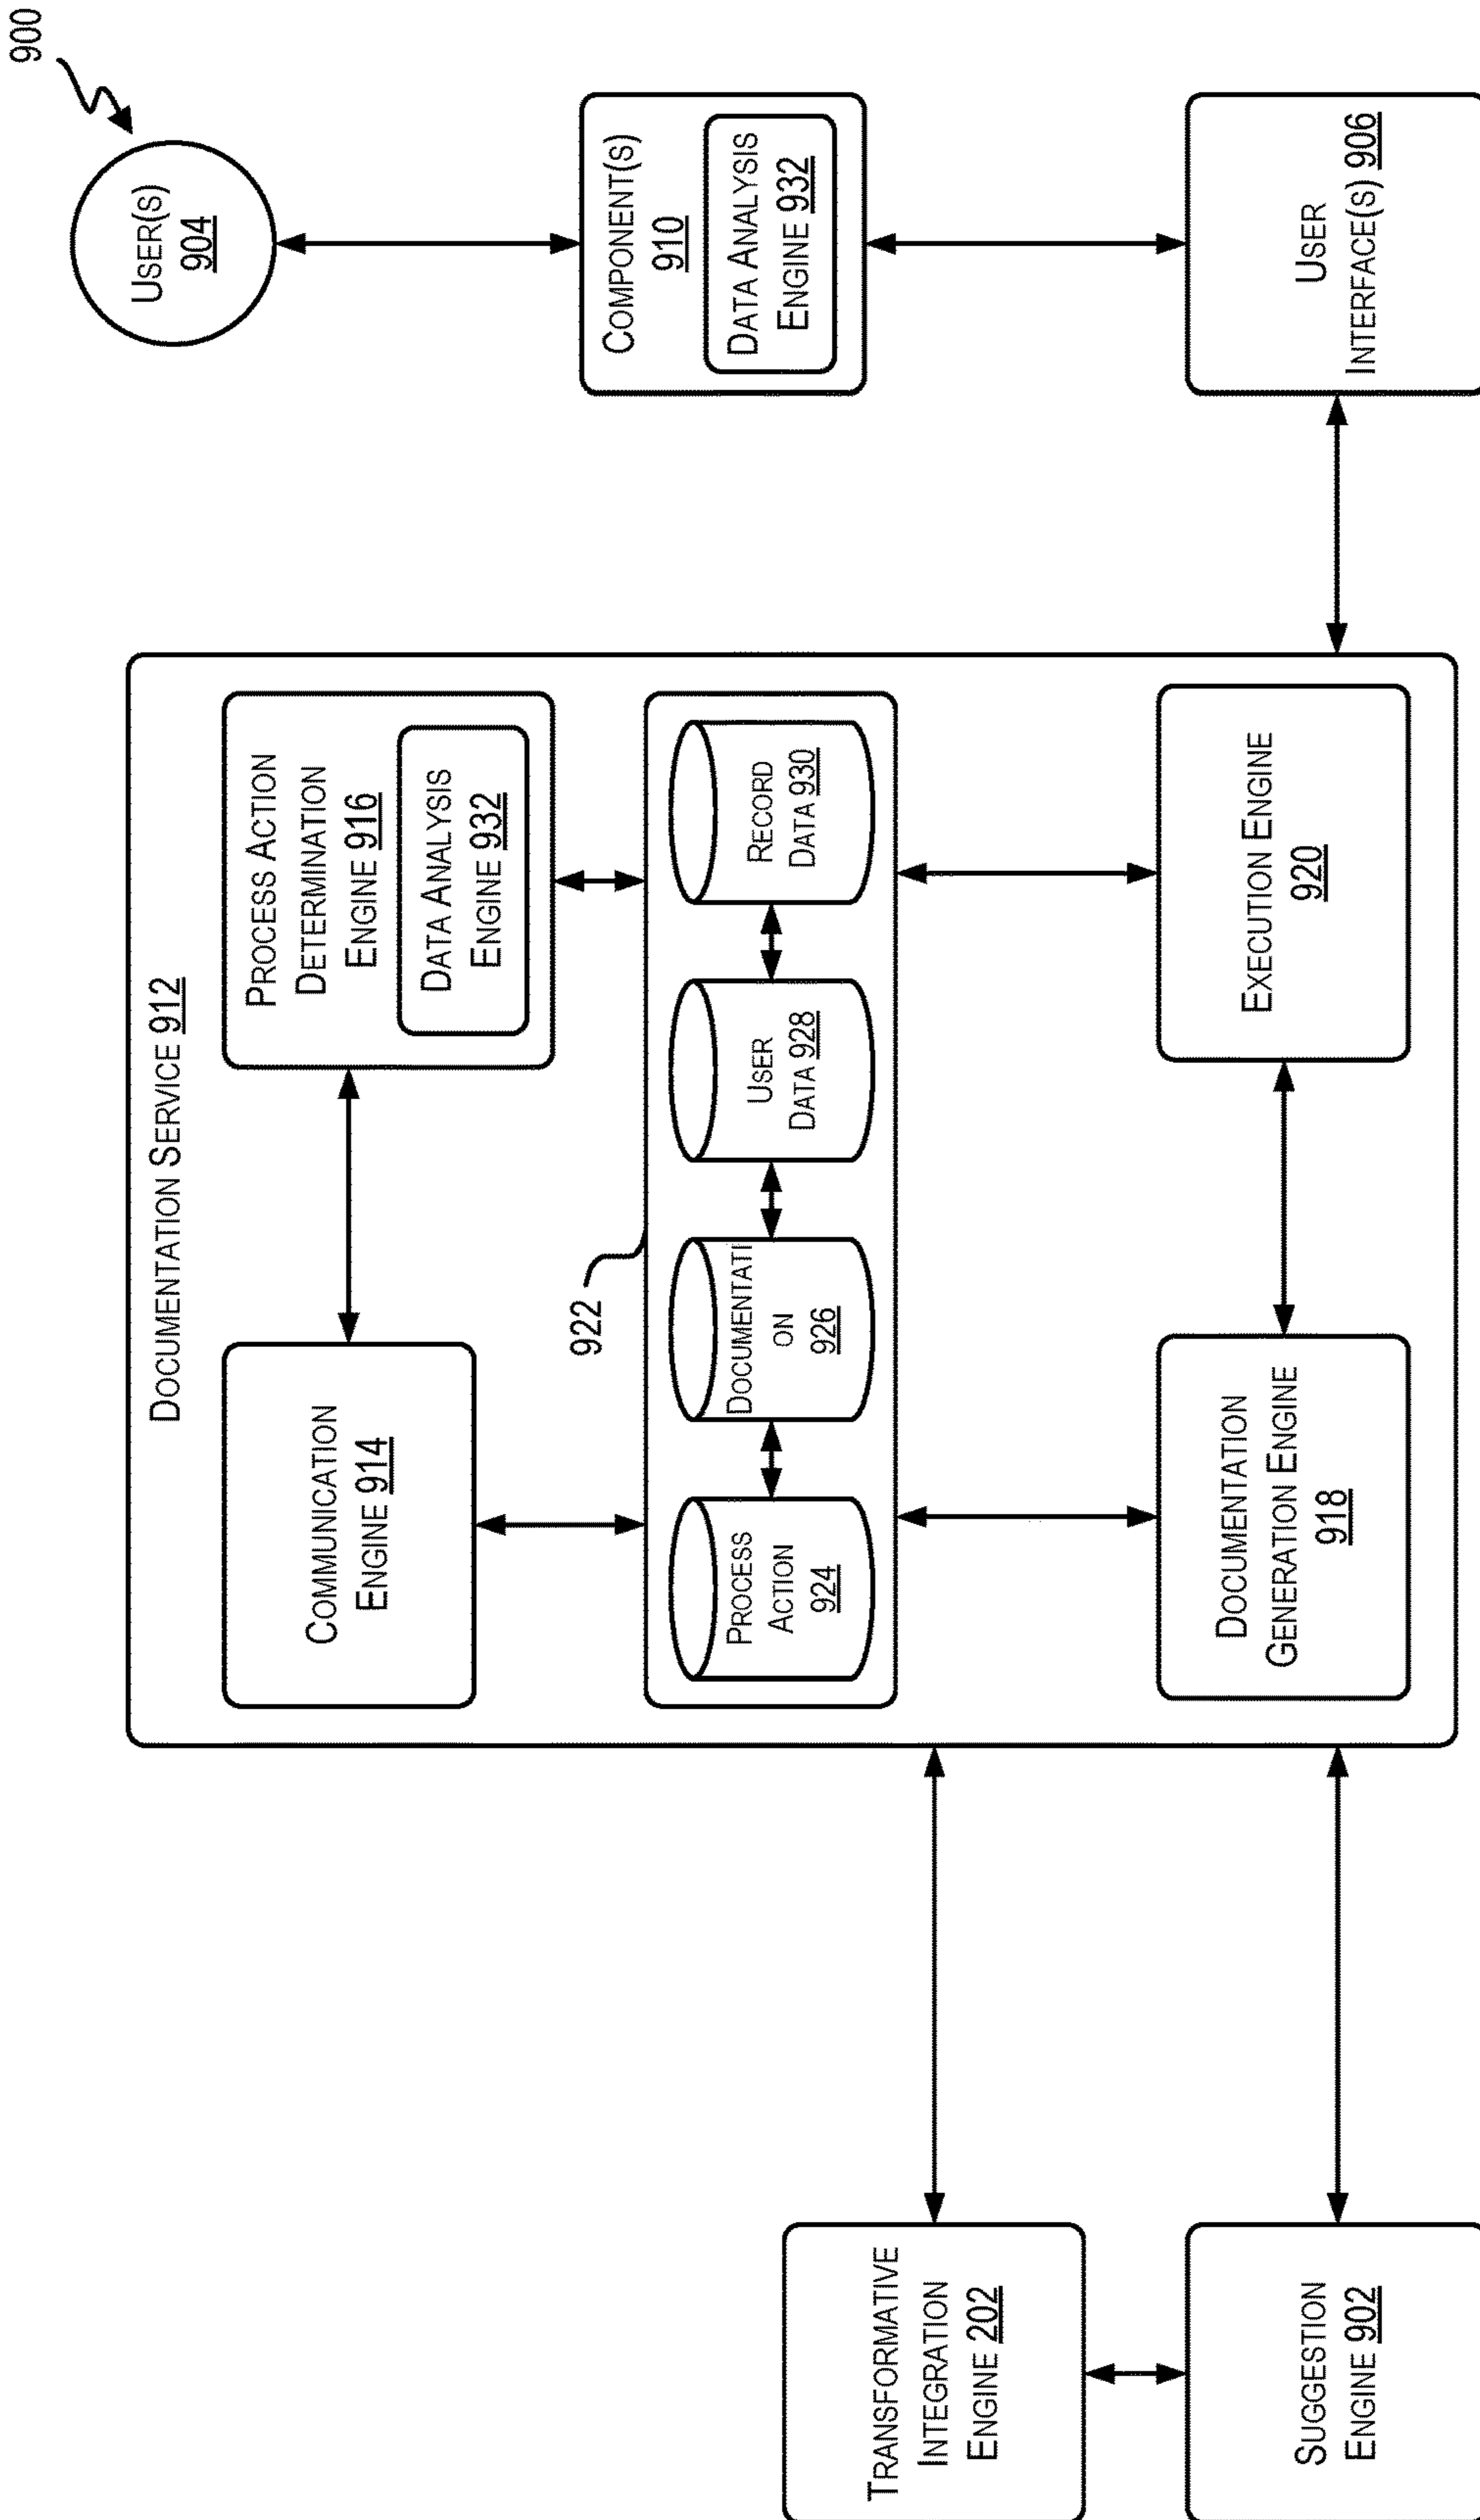 900
USER(S)
904
COMPONENT(S)
910
DATA ANALYSIS
ENGINE 932
USER
INTERFACE(S) 906
DOCUMENTATION SERVICE 912
COMMUNICATION
ENGINE 914
PROCESS ACTION
DETERMINATION
ENGINE 916
DATA ANALYSIS
ENGINE 932
922
PROCESS
ACTION
924
DOCUMENTATI
ON
926
USER
DATA 928
RECORD
DATA 930
DOCUMENTATION
GENERATION ENGINE
918
EXECUTION ENGINE
920
TRANSFORMATIVE
INTEGRATION
ENGINE 202
SUGGESTION
ENGINE 902